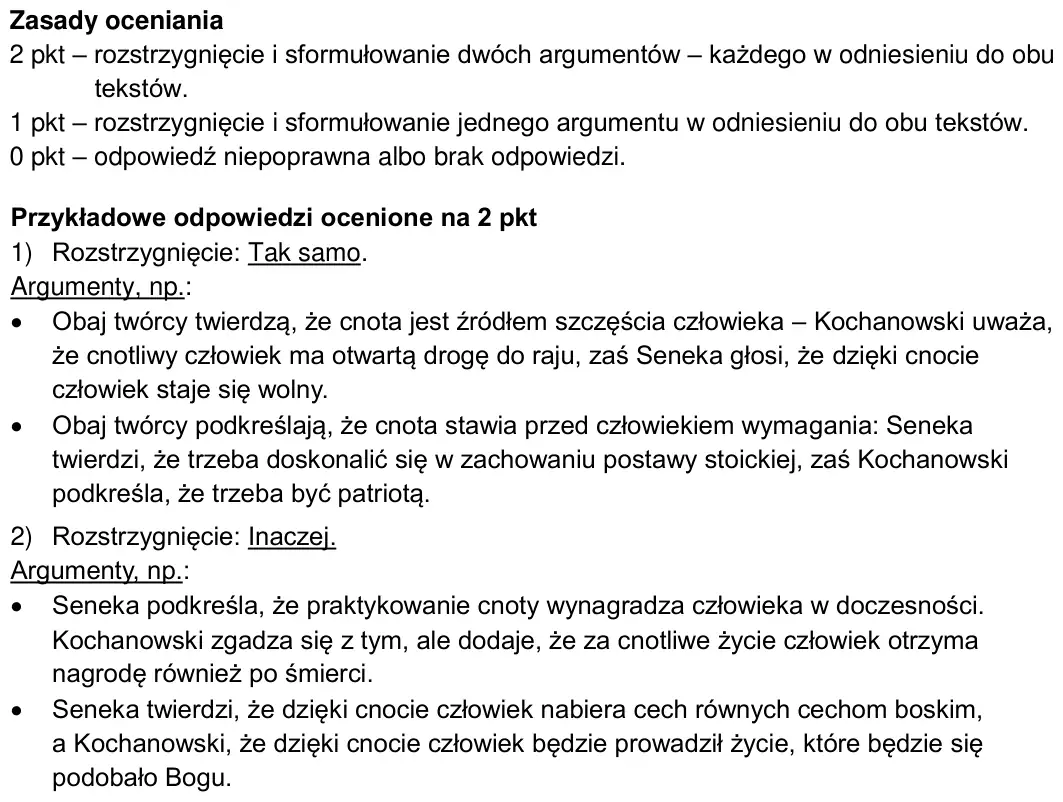 Zasady oceniania
2 pkt – rozstrzygnięcie i sformułowanie dwóch argumentów – każdego w odniesieniu do obu
tekstów.
1 pkt – rozstrzygnięcie i sformułowanie jednego argumentu w odniesieniu do obu tekstów.
0 pkt – odpowiedź niepoprawna albo brak odpowiedzi.
Przykładowe odpowiedzi ocenione na 2 pkt
1) Rozstrzygnięcie: Tak samo.
Argumenty, np.:
• Obaj twórcy twierdzą, że cnota jest źródłem szczęścia człowieka – Kochanowski uważa,
że cnotliwy człowiek ma otwartą drogę do raju, zaś Seneka głosi, że dzięki cnocie
człowiek staje się wolny.
• Obaj twórcy podkreślają, że cnota stawia przed człowiekiem wymagania: Seneka
twierdzi, że trzeba doskonalić się w zachowaniu postawy stoickiej, zaś Kochanowski
podkreśla, że trzeba być patriotą.
2) Rozstrzygnięcie: Inaczej.
Argumenty, np.:
• Seneka podkreśla, że praktykowanie cnoty wynagradza człowieka w doczesności.
Kochanowski zgadza się z tym, ale dodaje, że za cnotliwe życie człowiek otrzyma
nagrodę również po śmierci.
• Seneka twierdzi, że dzięki cnocie człowiek nabiera cech równych cechom boskim,
a Kochanowski, że dzięki cnocie człowiek będzie prowadził życie, które będzie się
podobało Bogu.